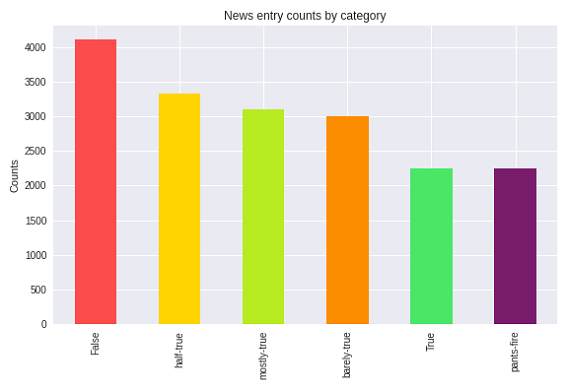 News entry counts by category
Counts
4000
3500
3000
2500
2000
1500
1000
500
0
False
half-true
mostly-true
barely-true
True
pants-fire